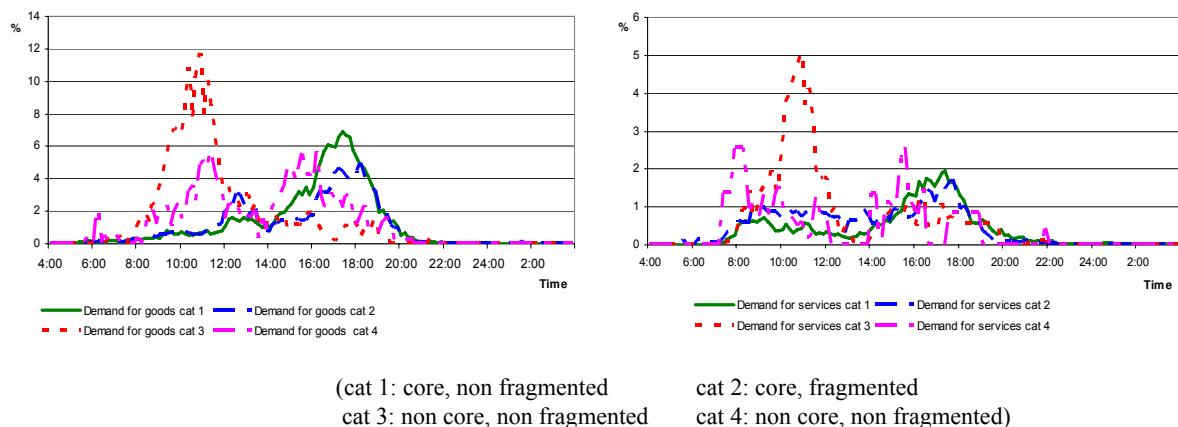 14
%
12
10
8
6
4
2
0
4:00 6:00 8:00 10:00 12:00 14:00 16:00 18:00 20:00 22:00 24:00 2:00
Time
Demand for goods cat 1 Demand for goods cat 2
Demand for goods cat 3 Demand for goods cat 4
6
%
5
4
3
2
1
0
4:00 6:00 8:00 10:00 12:00 14:00 16:00 18:00 20:00 22:00 24:00 2:00
Time
Demand for services cat 1 Demand for services cat 2
Demand for services cat 3 Demand for services cat 4
(cat 1: core, non fragmented cat 2: core, fragmented
cat 3: non core, non fragmented cat 4: non core, non fragmented)